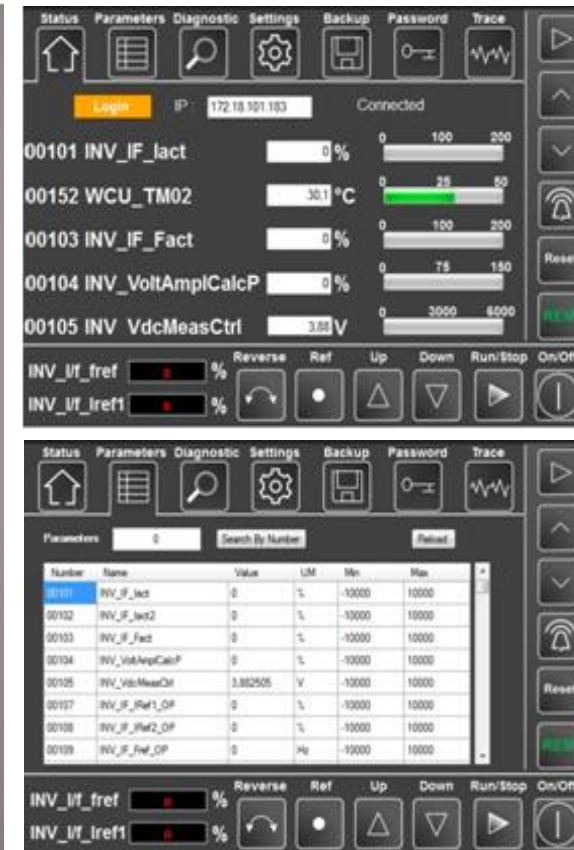 Status Parameters Diagnostic Settings Backup Password Trace
Login IP : 172.18.101.183 Connected
0 100 200
00101 INV_IF_Iact 0 %
0 25 50
00152 WCU_TM02 30,1 °C
0 100 200
00103 INV_IF_Fact 0 %
0 75 150
00104 INV_VoltAmplCalcP 0 %
0 3000 6000
00105 INV_VdcMeasCtrl 3.88 V
Reset
Reverse Ref Up Down Run/Stop On/Off
INV_I/f_fref 0 %
INV_I/f_Iref1 0 %
Status Parameters Diagnostic Settings Backup Password Trace
Parameters 0 Search By Number Reload
Number Name Value UM Min Max
00101 INV_IF_Iact 0 % -10000 10000
00102 INV_IF_Iact2 0 % -10000 10000
00103 INV_IF_Fact 0 % -10000 10000
00104 INV_VoltAmplCalcP 0 % -10000 10000
00105 INV_VdcMeasCtrl 3.882505 V -10000 10000
00107 INV_IF_IRef1_OP 0 % -10000 10000
00108 INV_IF_IRef2_OP 0 % -10000 10000
00109 INV_IF_Fref_OP 0 Hz -10000 10000
Reset
Reverse Ref Up Down Run/Stop On/Off
INV_I/f_fref 0 %
INV_I/f_Iref1 0 %